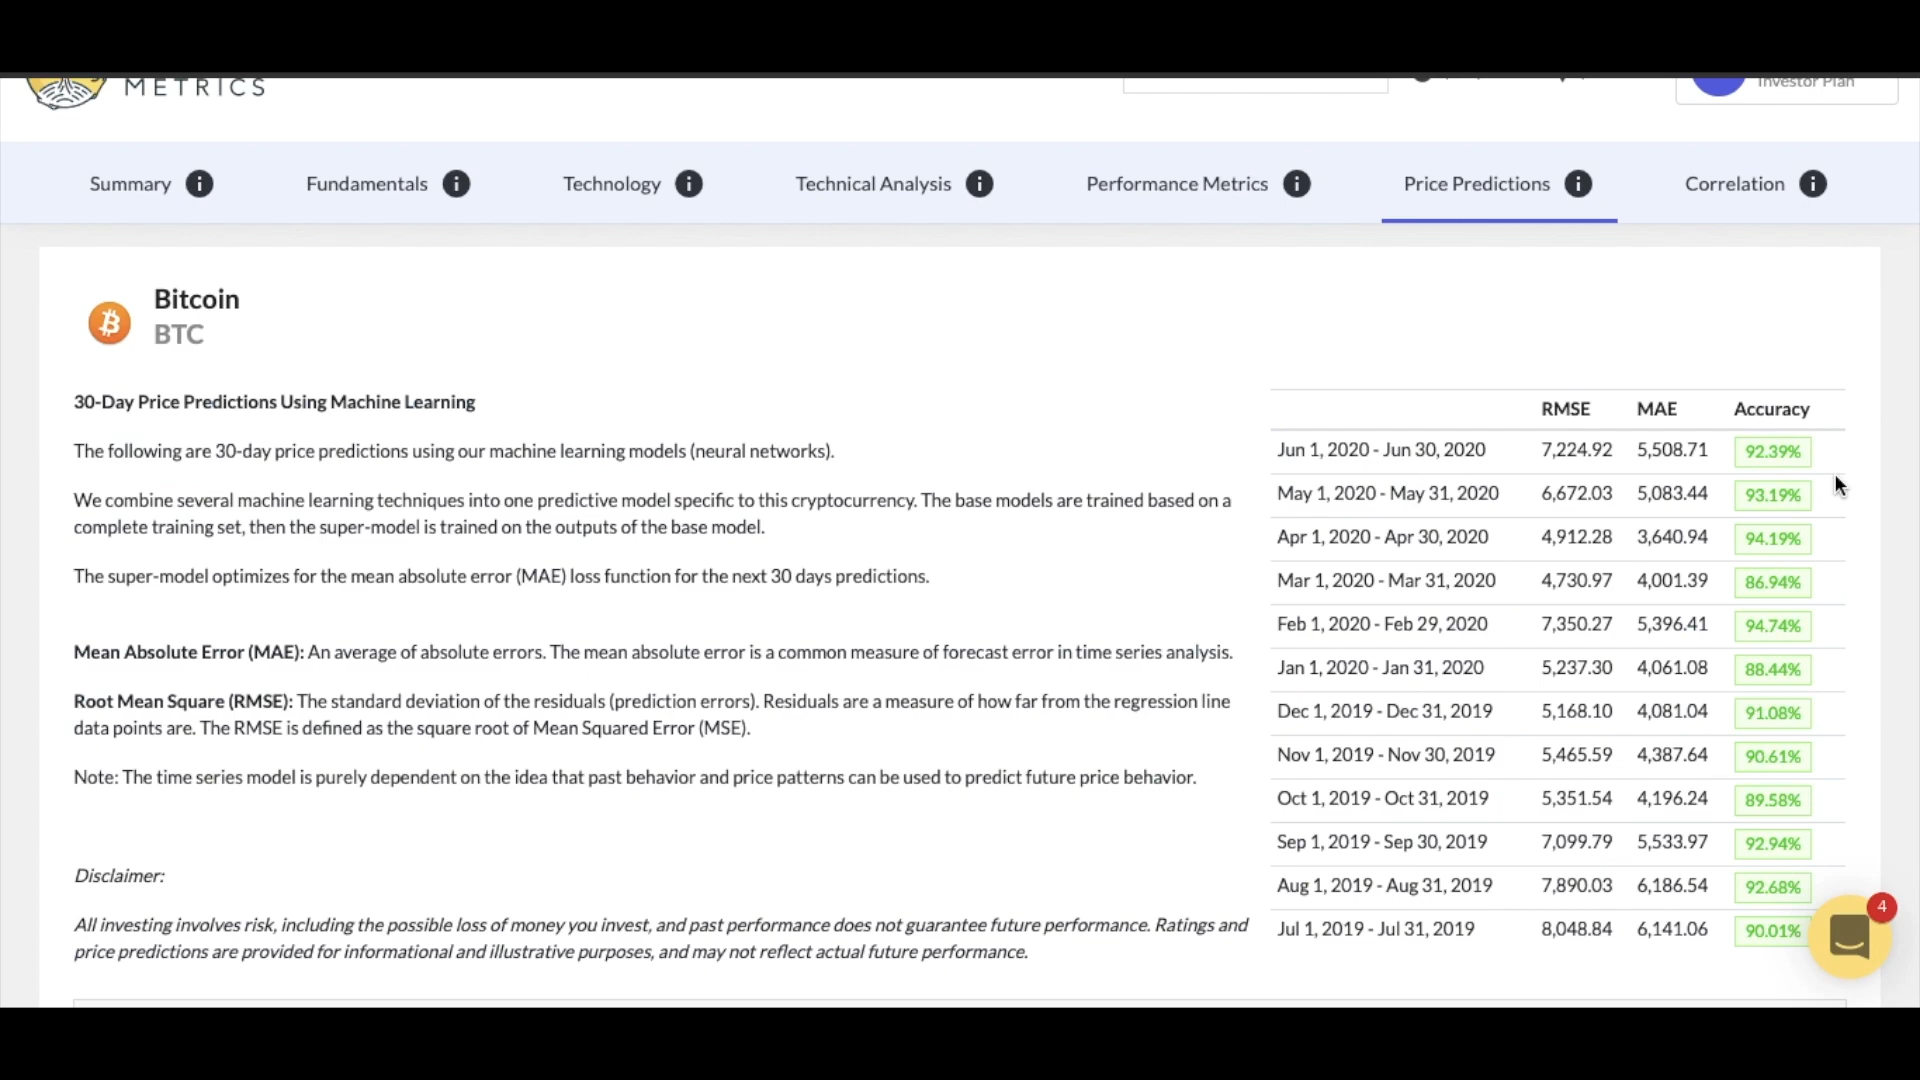 METRICS
Investor Plan
Summary i
Fundamentals i
Technology i
Technical Analysis i
Performance Metrics i
Price Predictions i
Correlation i
Bitcoin
BTC
30-Day Price Predictions Using Machine Learning
The following are 30-day price predictions using our machine learning models (neural networks).
We combine several machine learning techniques into one predictive model specific to this cryptocurrency. The base models are trained based on a
complete training set, then the super-model is trained on the outputs of the base model.
The super-model optimizes for the mean absolute error (MAE) loss function for the next 30 days predictions.
Mean Absolute Error (MAE): An average of absolute errors. The mean absolute error is a common measure of forecast error in time series analysis.
Root Mean Square (RMSE): The standard deviation of the residuals (prediction errors). Residuals are a measure of how far from the regression line
data points are. The RMSE is defined as the square root of Mean Squared Error (MSE).
Note: The time series model is purely dependent on the idea that past behavior and price patterns can be used to predict future price behavior.
Disclaimer:
All investing involves risk, including the possible loss of money you invest, and past performance does not guarantee future performance. Ratings and
price predictions are provided for informational and illustrative purposes, and may not reflect actual future performance.
RMSE MAE Accuracy
Jun 1, 2020 - Jun 30, 2020 7,224.92 5,508.71 92.39%
May 1, 2020 - May 31, 2020 6,672.03 5,083.44 93.19%
Apr 1, 2020 - Apr 30, 2020 4,912.28 3,640.94 94.19%
Mar 1, 2020 - Mar 31, 2020 4,730.97 4,001.39 86.94%
Feb 1, 2020 - Feb 29, 2020 7,350.27 5,396.41 94.74%
Jan 1, 2020 - Jan 31, 2020 5,237.30 4,061.08 88.44%
Dec 1, 2019 - Dec 31, 2019 5,168.10 4,081.04 91.08%
Nov 1, 2019 - Nov 30, 2019 5,465.59 4,387.64 90.61%
Oct 1, 2019 - Oct 31, 2019 5,351.54 4,196.24 89.58%
Sep 1, 2019 - Sep 30, 2019 7,099.79 5,533.97 92.94%
Aug 1, 2019 - Aug 31, 2019 7,890.03 6,186.54 92.68%
Jul 1, 2019 - Jul 31, 2019 8,048.84 6,141.06 90.01%
4